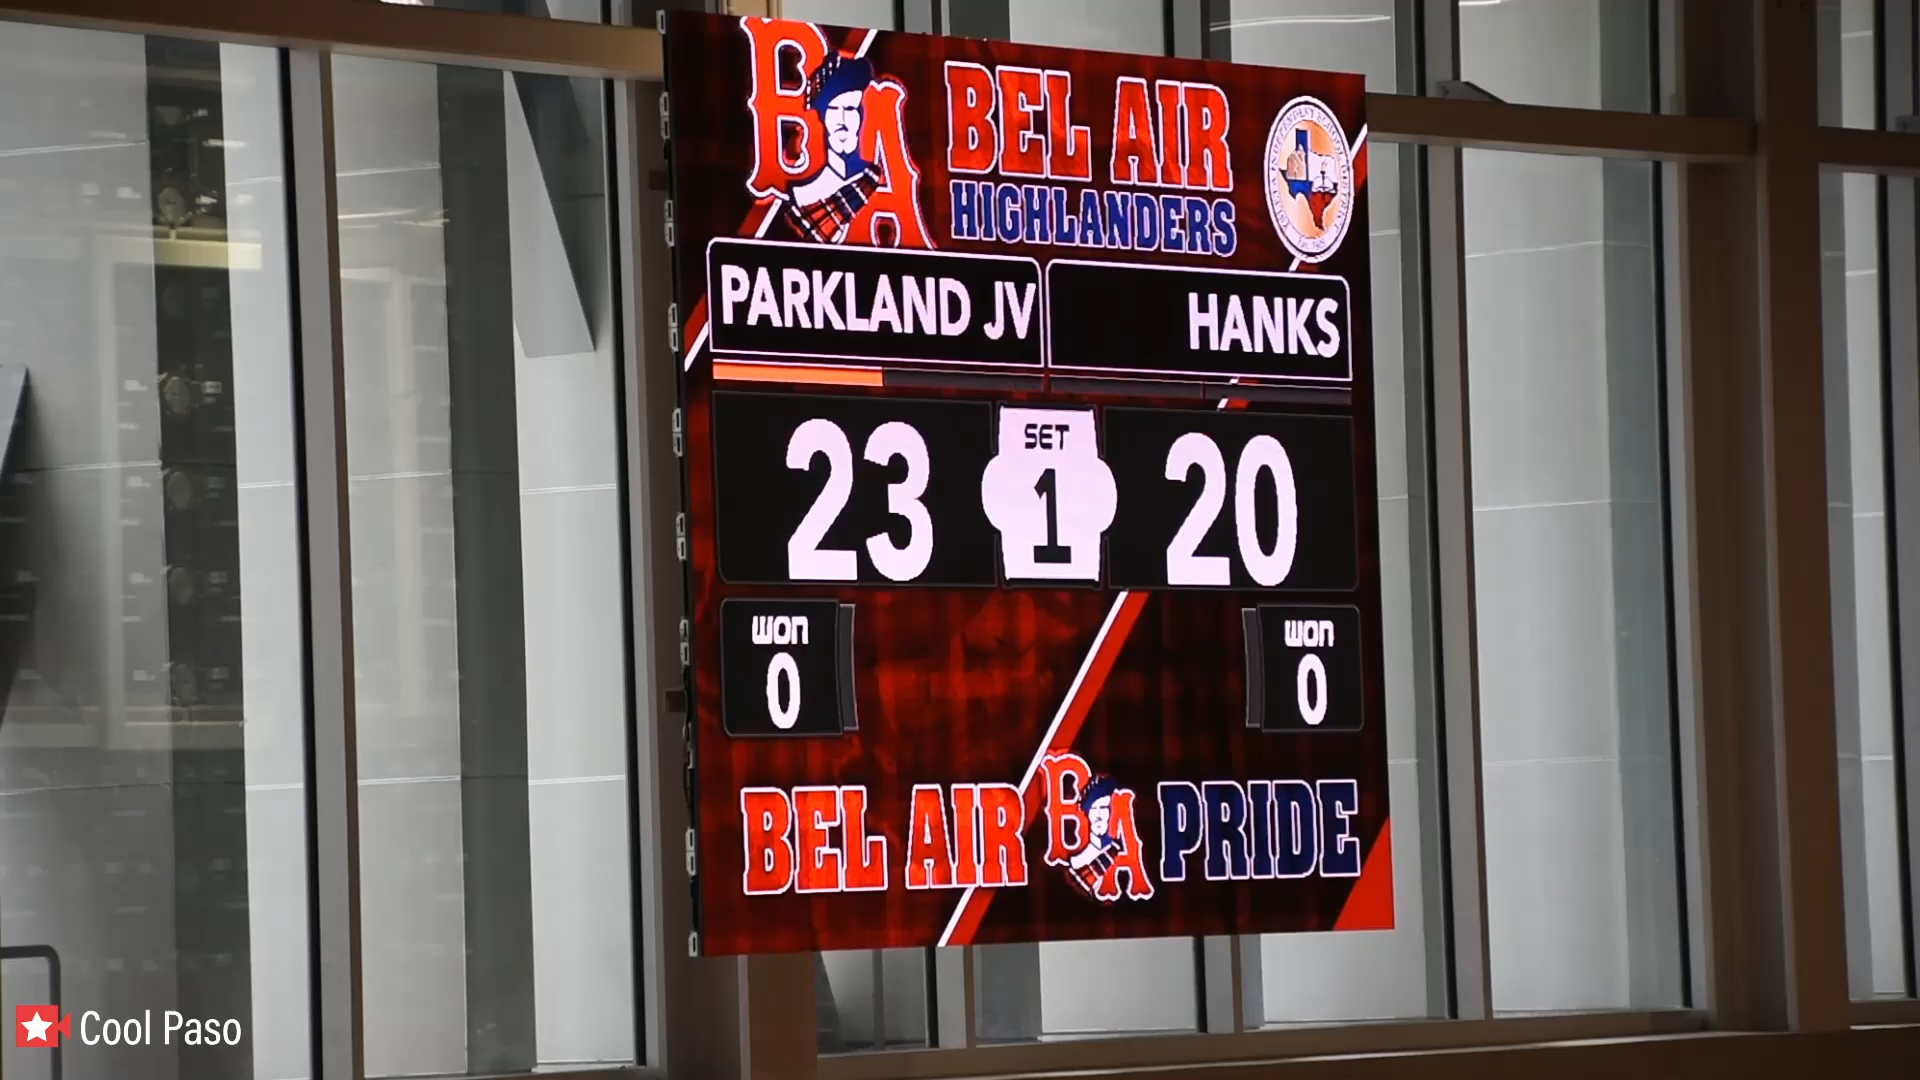 BA
BEL AIR
HIGHLANDERS
PARKLAND JV
HANKS
23
SET
1
20
WON
0
WON
0
BEL AIR BA PRIDE
Cool Paso